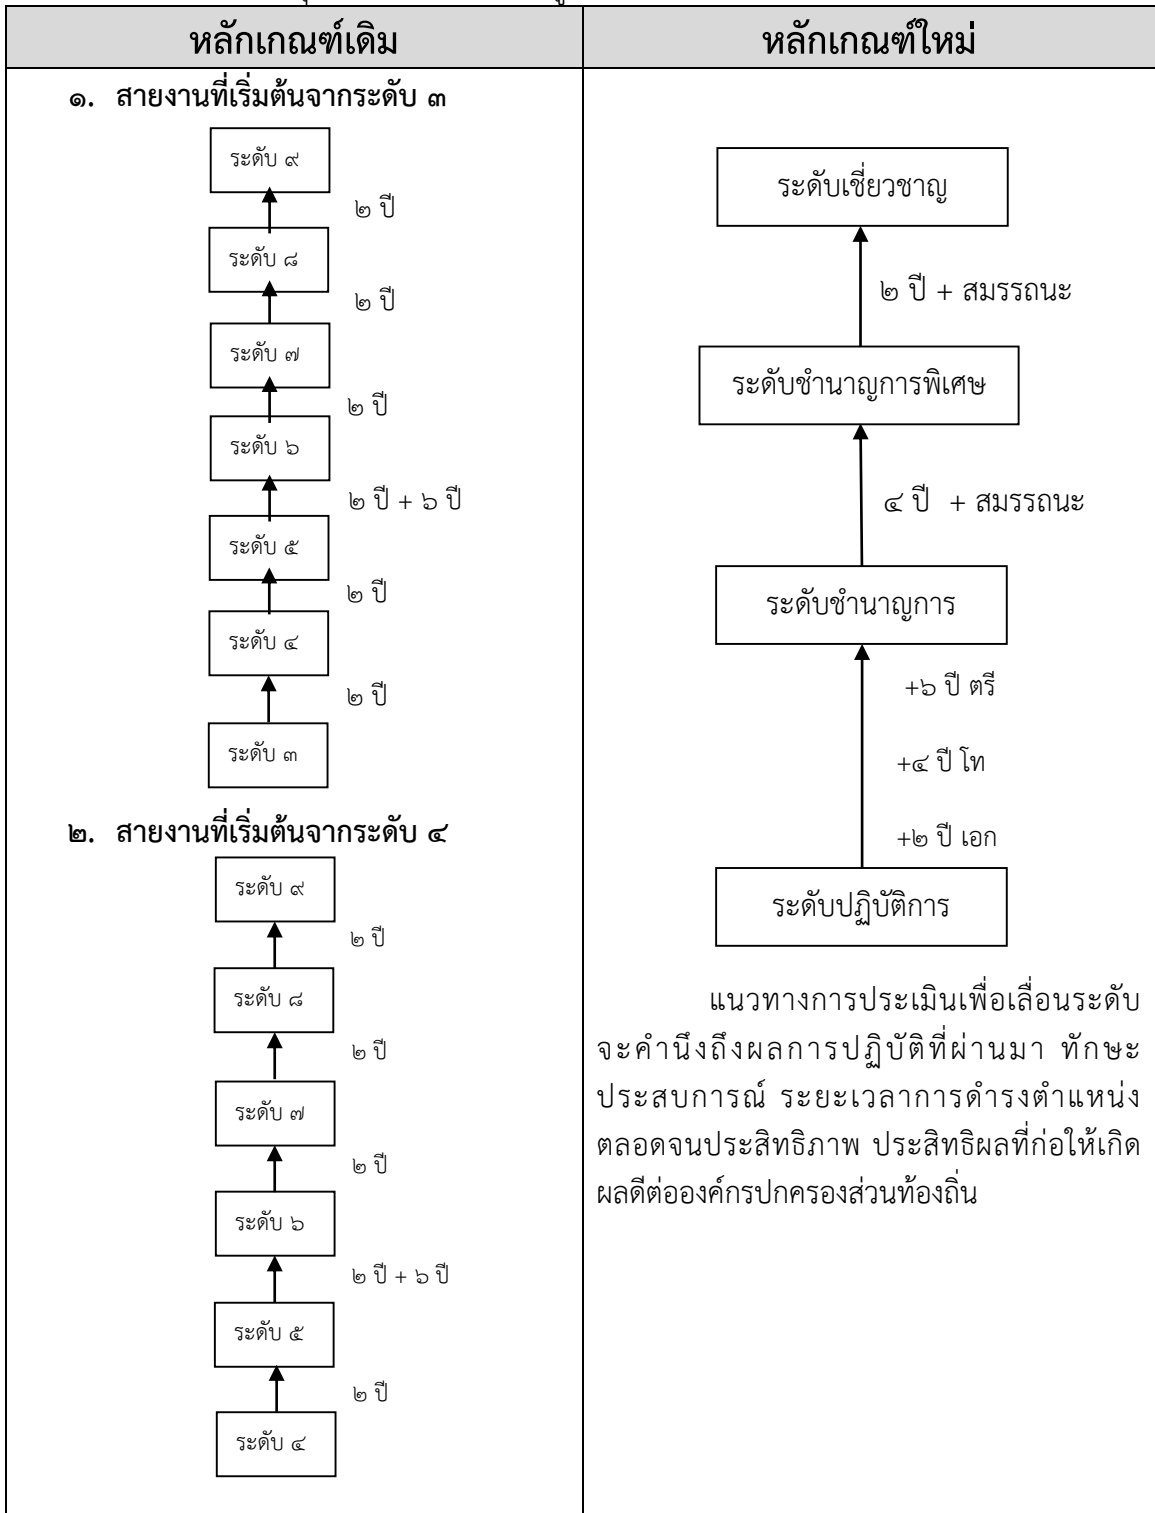 หลักเกณฑ์เดิม
หลักเกณฑ์ใหม่
๑. สายงานที่เริ่มต้นจากระดับ ๓
ระดับ ๙
๒ ปี
ระดับ ๘
๒ ปี
ระดับ ๗
๒ ปี
ระดับ ๖
๒ ปี + ๖ ปี
ระดับ ๕
๒ ปี
ระดับ ๔
๒ ปี
ระดับ ๓
๒. สายงานที่เริ่มต้นจากระดับ ๔
ระดับ ๙
๒ ปี
ระดับ ๘
๒ ปี
ระดับ ๗
๒ ปี
ระดับ ๖
๒ ปี + ๖ ปี
ระดับ ๕
๒ ปี
ระดับ ๔
ระดับเชี่ยวชาญ
๒ ปี + สมรรถนะ
ระดับชำนาญการพิเศษ
๔ ปี + สมรรถนะ
ระดับชำนาญการ
+๖ ปี ตรี
+๔ ปี โท
+๒ ปี เอก
ระดับปฏิบัติการ
แนวทางการประเมินเพื่อเลื่อนระดับ
จะคำนึงถึงผลการปฏิบัติที่ผ่านมา ทักษะ
ประสบการณ์ ระยะเวลาการดำรงตำแหน่ง
ตลอดจนประสิทธิภาพ ประสิทธิผลที่ก่อให้เกิด
ผลดีต่อองค์กรปกครองส่วนท้องถิ่น